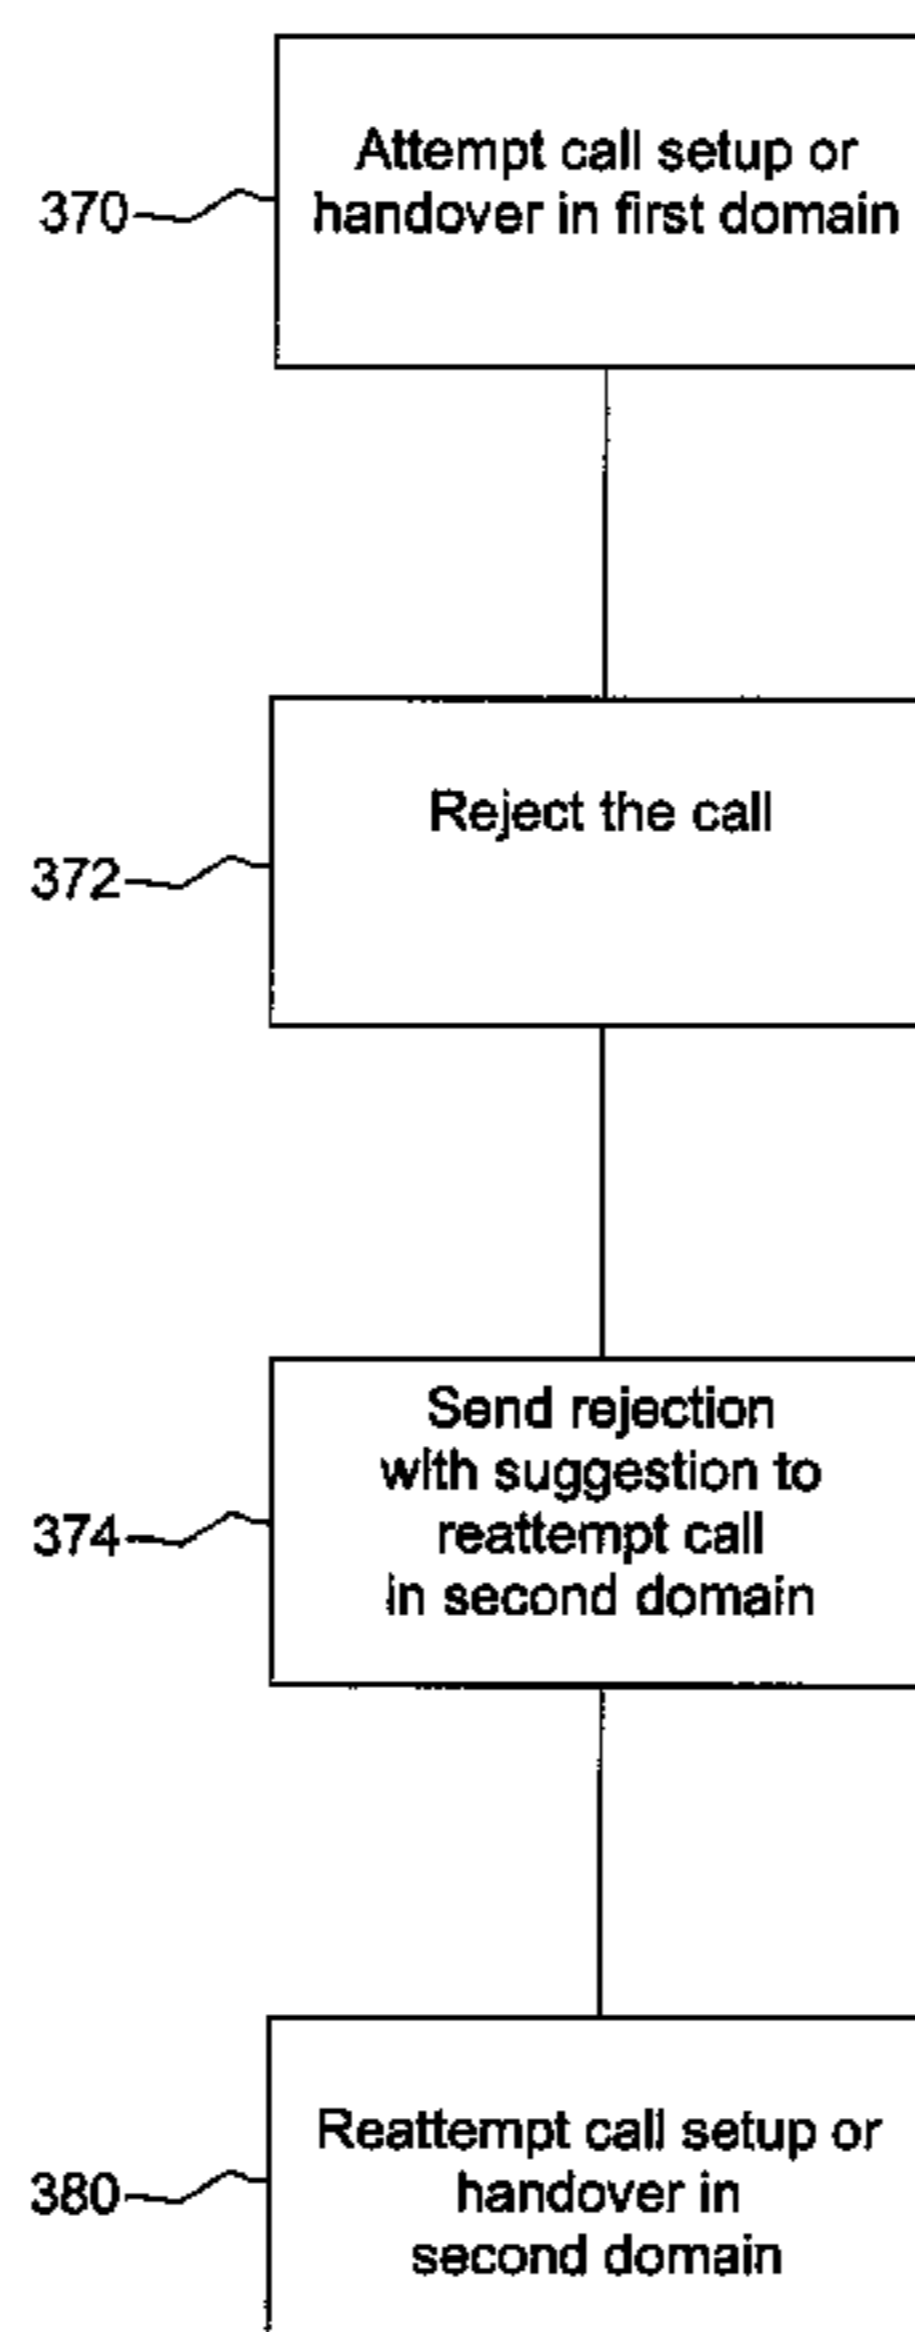 Attempt call setup or
handover in first domain
370
Reject the call
372
Send rejection
with suggestion to
reattempt call
in second domain
374
Reattempt call setup or
handover in
second domain
380